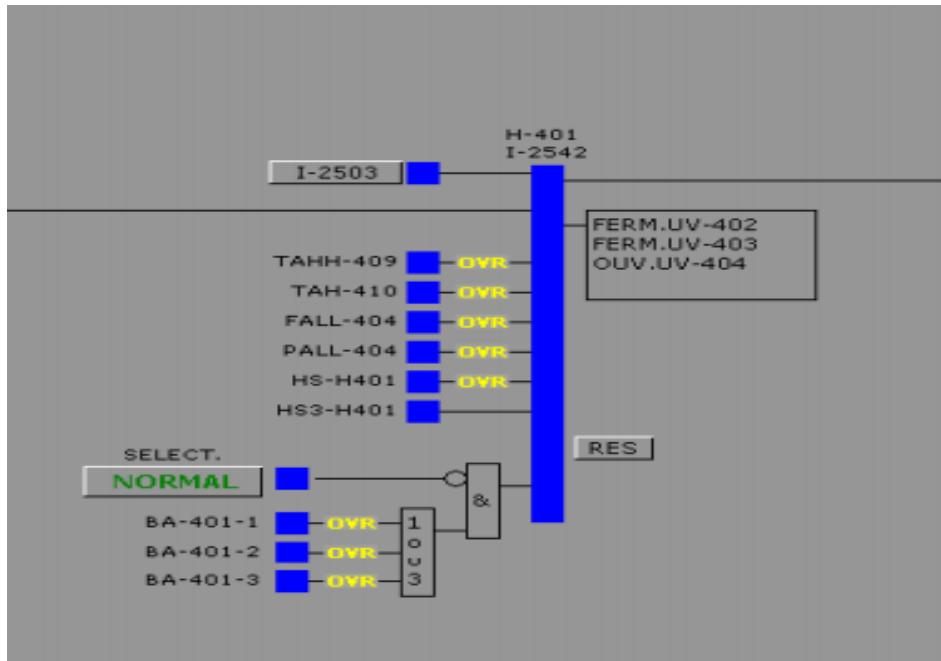 H-401
I-2542
I-2503
FERM.UV-402
FERM.UV-403
OUV.UV-404
TAHH-409 OVR
TAH-410 OVR
FALL-404 OVR
PALL-404 OVR
HS-H401 OVR
HS3-H401
RES
SELECT.
NORMAL
&
BA-401-1 OVR
BA-401-2 OVR
BA-401-3 OVR
1
o
u
3